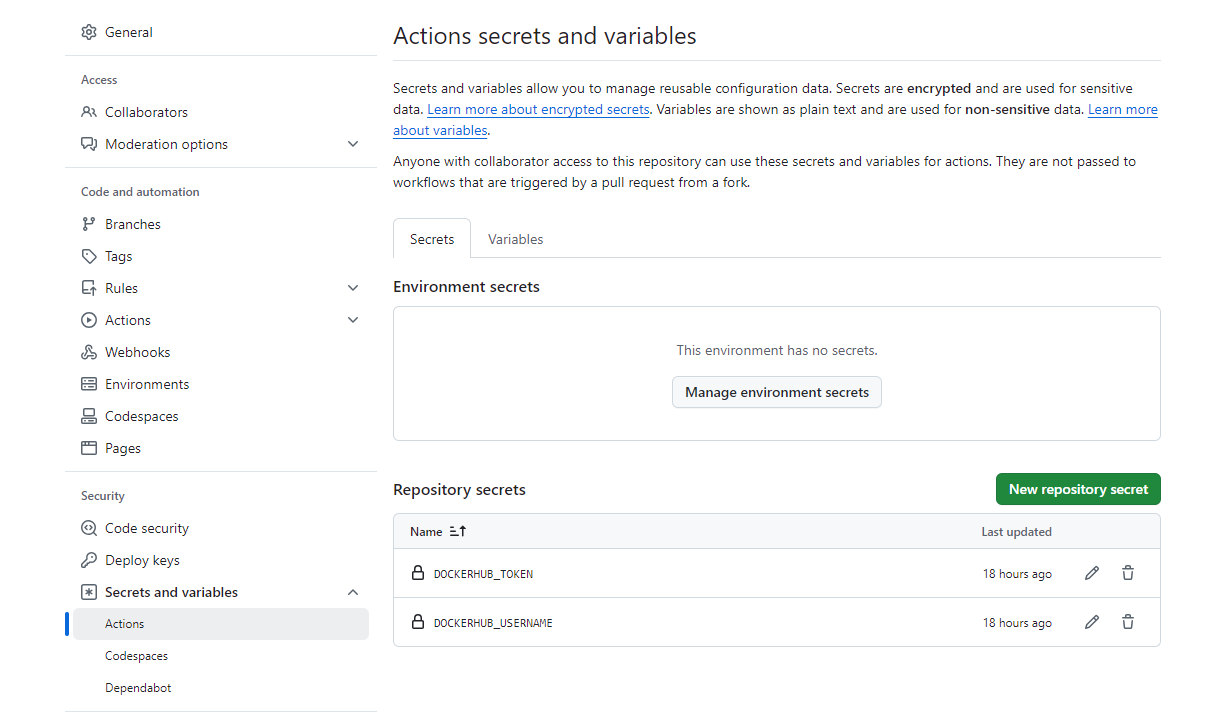 General
Access
Collaborators
Moderation options
Code and automation
Branches
Tags
Rules
Actions
Webhooks
Environments
Codespaces
Pages
Security
Code security
Deploy keys
Secrets and variables
Actions
Codespaces
Dependabot
Actions secrets and variables
Secrets and variables allow you to manage reusable configuration data. Secrets are encrypted and are used for sensitive
data. Learn more about encrypted secrets. Variables are shown as plain text and are used for non-sensitive data. Learn more
about variables.
Anyone with collaborator access to this repository can use these secrets and variables for actions. They are not passed to
workflows that are triggered by a pull request from a fork.
Secrets Variables
Environment secrets
This environment has no secrets.
Manage environment secrets
Repository secrets New repository secret
Name Last updated
DOCKERHUB_TOKEN 18 hours ago
DOCKERHUB_USERNAME 18 hours ago